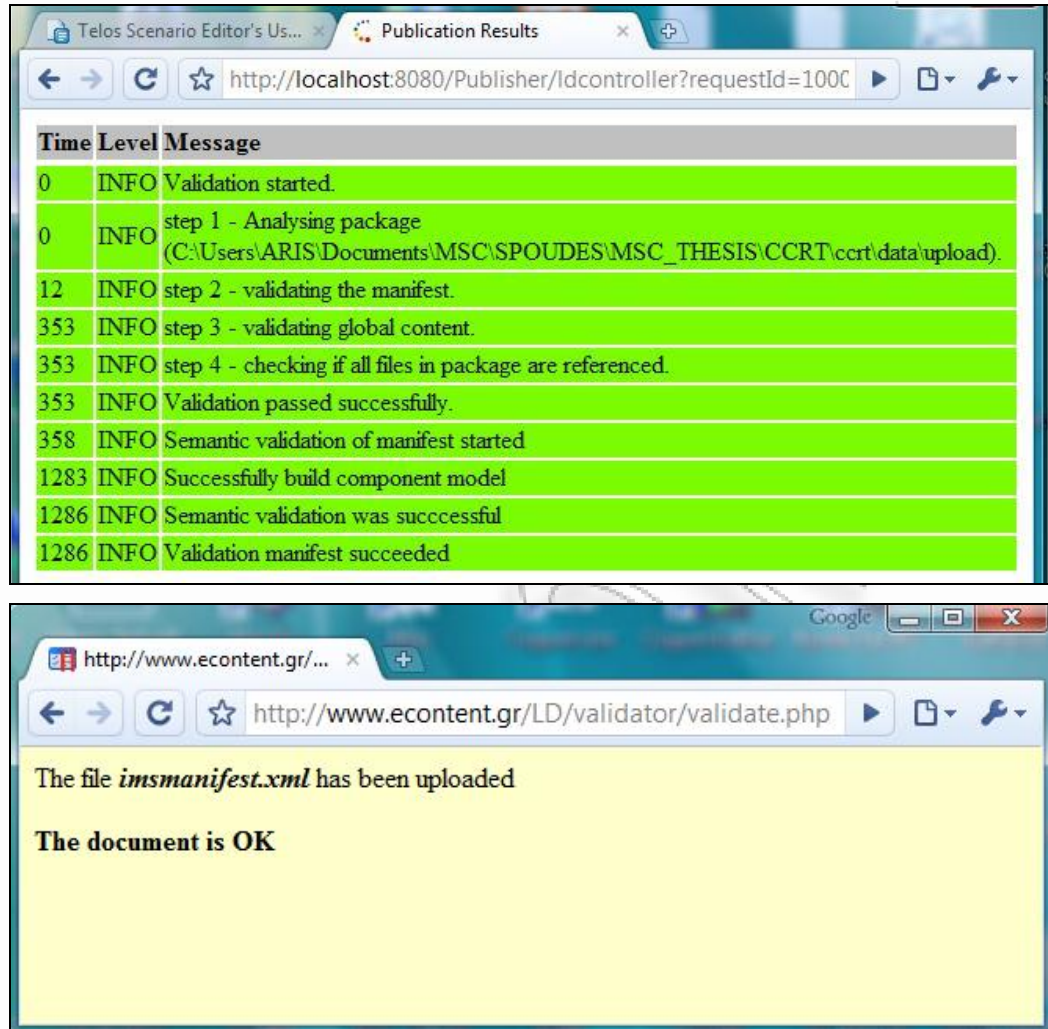 Telos Scenario Editor's Us...
Publication Results
http://localhost:8080/Publisher/ldcontroller?requestId=1000
Time Level Message
0 INFO Validation started.
0 INFO step 1 - Analysing package
(C:\Users\ARIS\Documents\MSC\SPOUDES\MSC_THESIS\CCRT\ccrt\data\upload).
12 INFO step 2 - validating the manifest.
353 INFO step 3 - validating global content.
353 INFO step 4 - checking if all files in package are referenced.
353 INFO Validation passed successfully.
358 INFO Semantic validation of manifest started
1283 INFO Successfully build component model
1286 INFO Semantic validation was succcessful
1286 INFO Validation manifest succeeded
Google
http://www.econtent.gr/...
http://www.econtent.gr/LD/validator/validate.php
The file imsmanifest.xml has been uploaded
The document is OK